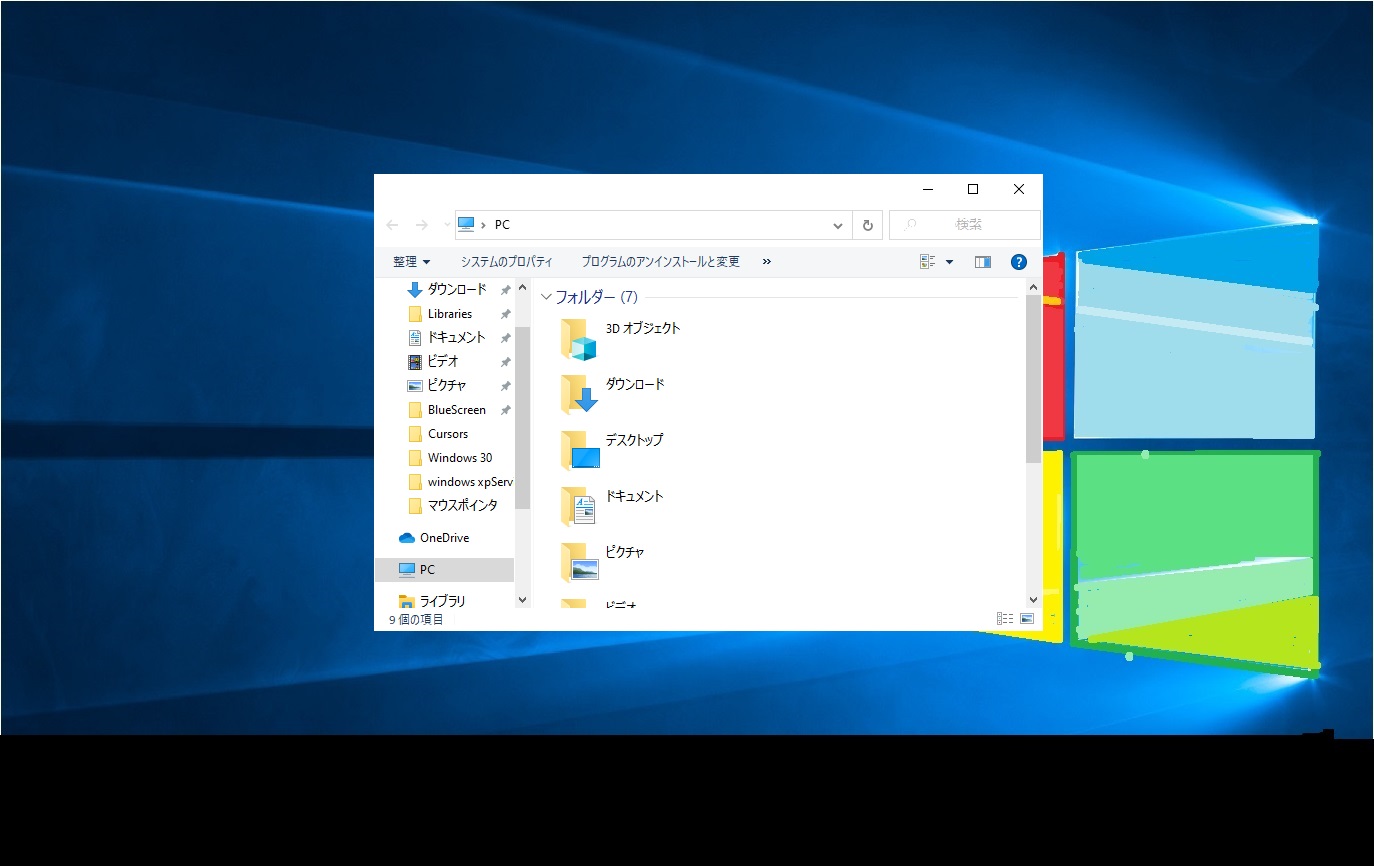 PC
検索
整理 システムのプロパティ プログラムのアンインストールと変更 »
ダウンロード
Libraries
ドキュメント
ビデオ
ピクチャ
BlueScreen
Cursors
Windows 30
windows xpServ
マウスポインタ
OneDrive
PC
ライブラリ
フォルダー (7)
3D オブジェクト
ダウンロード
デスクトップ
ドキュメント
ピクチャ
ビデオ
9 個の項目